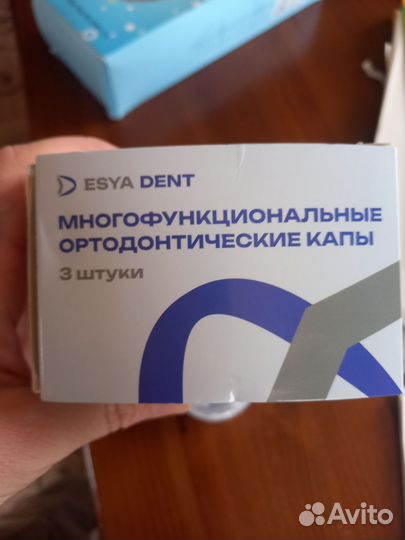 ESYA DENT
МНОГОФУНКЦИОНАЛЬНЫЕ
ОРТОДОНТИЧЕСКИЕ КАПЫ
3 штуки
Avito